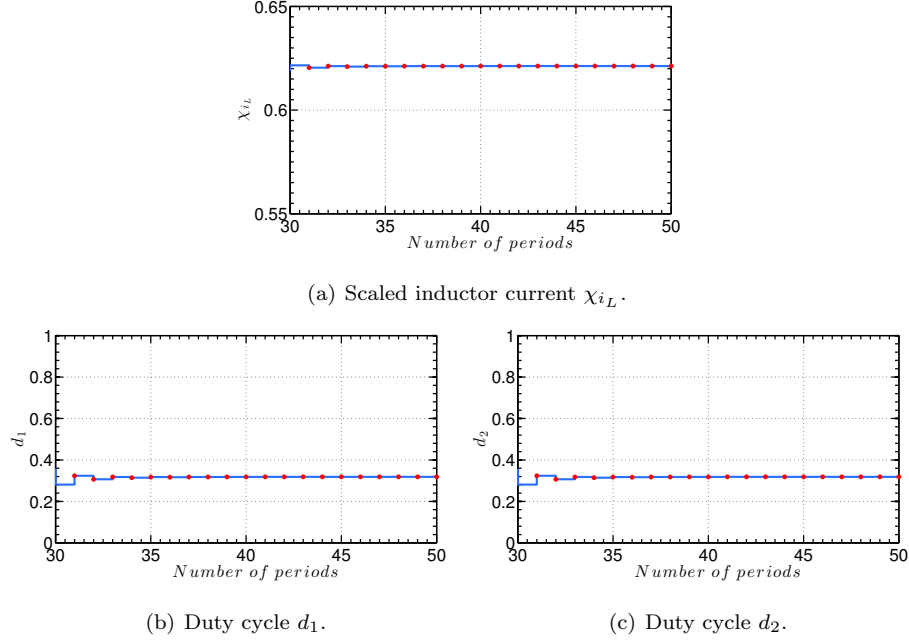 0.65
0.6
0.55
χ_{i_L}
30 35 40 45 50
Number of periods
(a) Scaled inductor current χ_{i_L}.
1
0.8
0.6
0.4
0.2
0
d_1
30 35 40 45 50
Number of periods
(b) Duty cycle d_1.
1
0.8
0.6
0.4
0.2
0
d_2
30 35 40 45 50
Number of periods
(c) Duty cycle d_2.